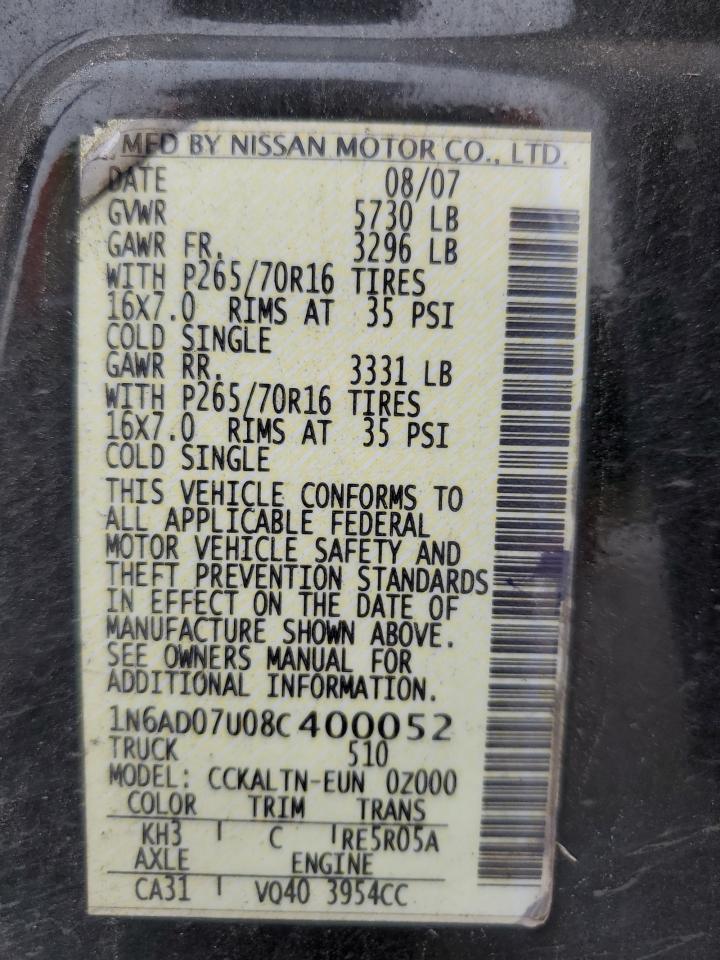 MFD BY NISSAN MOTOR CO., LTD.
DATE 08/07
GVWR 5730 LB
GAWR FR. 3296 LB
WITH P265/70R16 TIRES
16X7.0 RIMS AT 35 PSI
COLD SINGLE
GAWR RR. 3331 LB
WITH P265/70R16 TIRES
16X7.0 RIMS AT 35 PSI
COLD SINGLE
THIS VEHICLE CONFORMS TO
ALL APPLICABLE FEDERAL
MOTOR VEHICLE SAFETY AND
THEFT PREVENTION STANDARDS
IN EFFECT ON THE DATE OF
MANUFACTURE SHOWN ABOVE.
SEE OWNERS MANUAL FOR
ADDITIONAL INFORMATION.
1N6AD07U08C400052
TRUCK 510
MODEL: CCKALTN-EUN 0Z000
COLOR TRIM TRANS
KH3 C RE5R05A
AXLE ENGINE
CA31 VQ40 3954CC